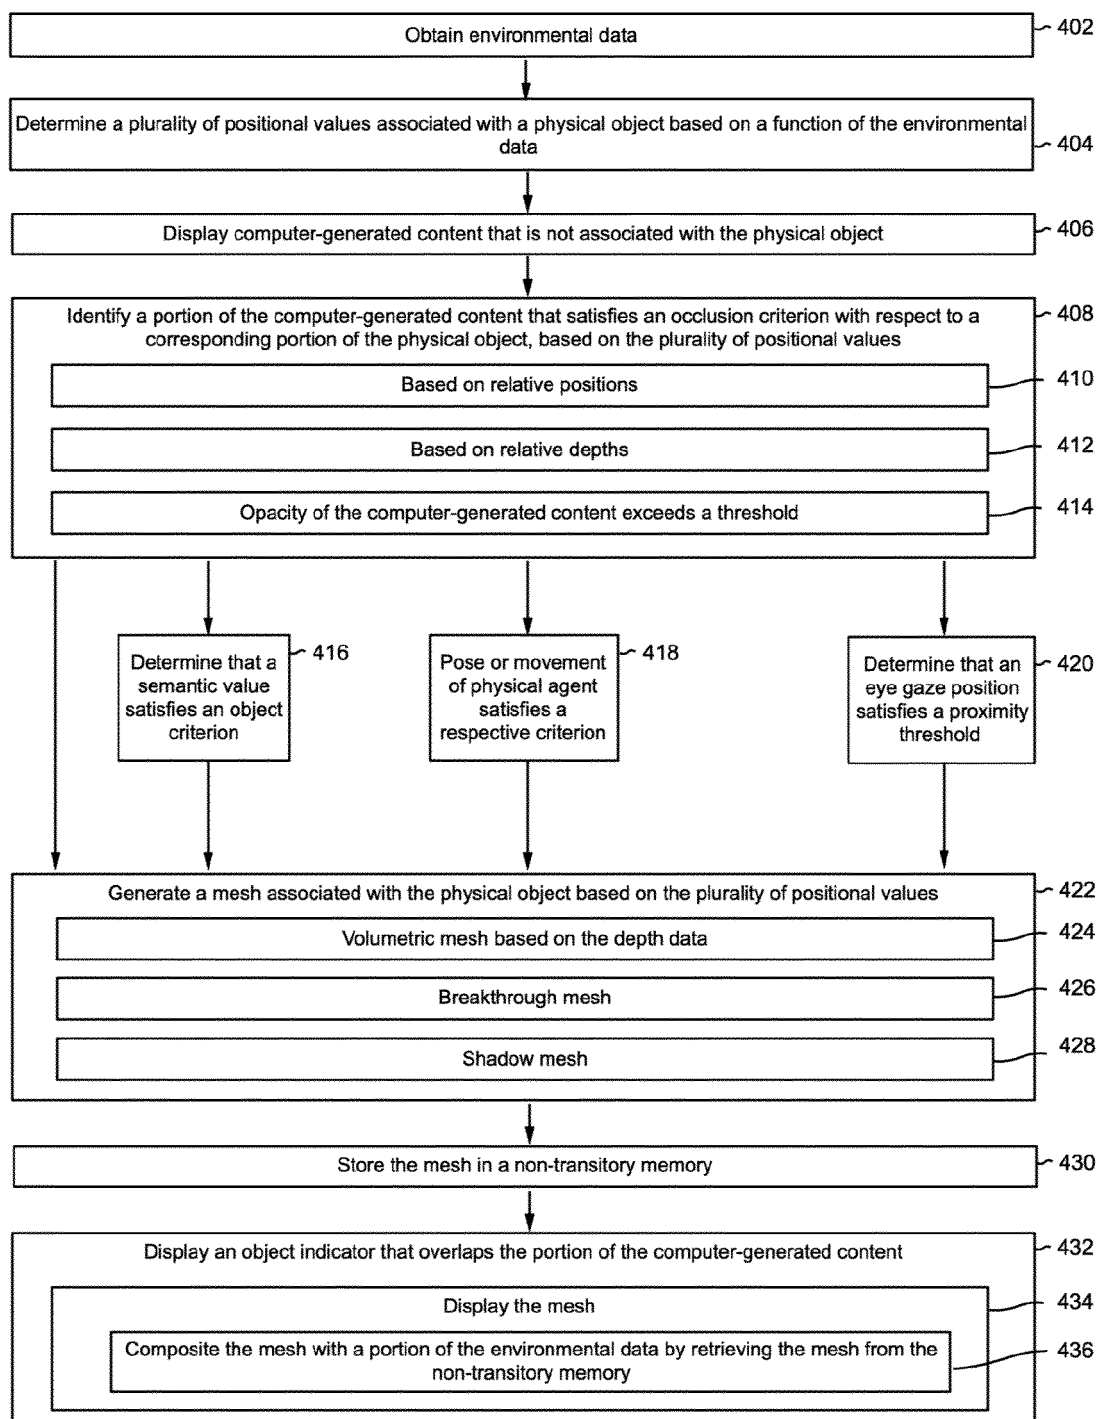 Obtain environmental data
402
Determine a plurality of positional values associated with a physical object based on a function of the environmental
data
404
Display computer-generated content that is not associated with the physical object
406
Identify a portion of the computer-generated content that satisfies an occlusion criterion with respect to a
corresponding portion of the physical object, based on the plurality of positional values
408
Based on relative positions
410
Based on relative depths
412
Opacity of the computer-generated content exceeds a threshold
414
Determine that a
semantic value
satisfies an object
criterion
416
Pose or movement
of physical agent
satisfies a
respective criterion
418
Determine that an
eye gaze position
satisfies a proximity
threshold
420
Generate a mesh associated with the physical object based on the plurality of positional values
422
Volumetric mesh based on the depth data
424
Breakthrough mesh
426
Shadow mesh
428
Store the mesh in a non-transitory memory
430
Display an object indicator that overlaps the portion of the computer-generated content
432
Display the mesh
434
Composite the mesh with a portion of the environmental data by retrieving the mesh from the
non-transitory memory
436